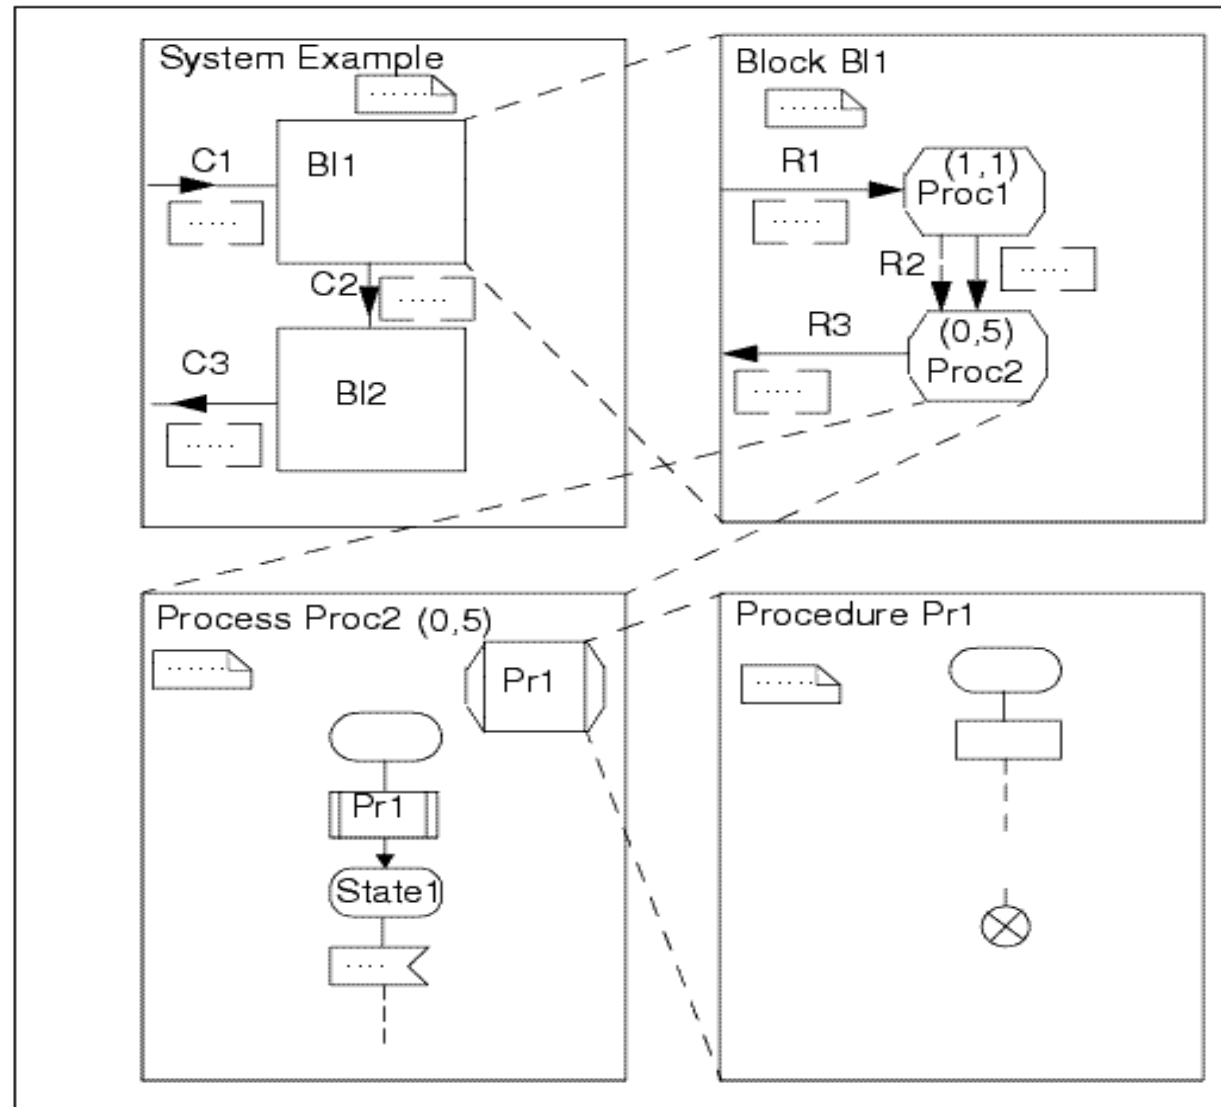 System Example
......
C1
Bl1
.....
C2
.....
C3
Bl2
.....
Block Bl1
......
R1
(1,1)
Proc1
.....
R2
.....
R3
(0,5)
Proc2
.....
Process Proc2 (0,5)
......
Pr1
Pr1
State1
....
Procedure Pr1
......